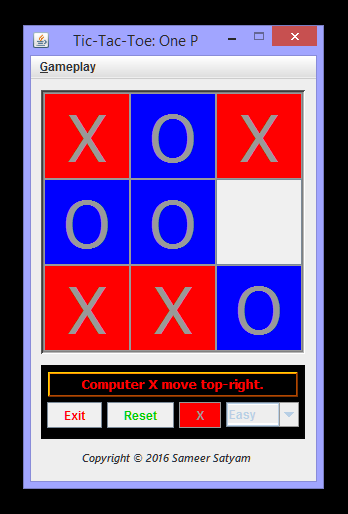 Tic-Tac-Toe: One P
Gameplay
X O X
O O
X X O
Computer X move top-right.
Exit Reset X Easy
Copyright © 2016 Sameer Satyam